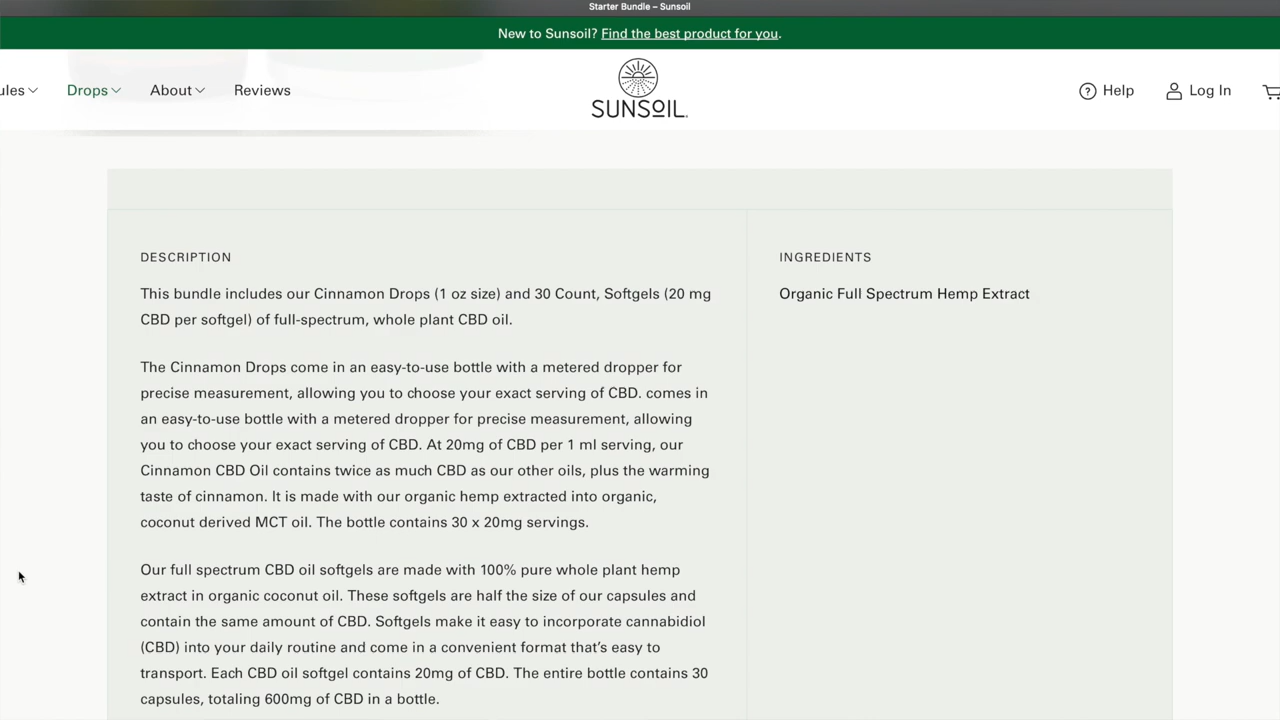 Starter Bundle – Sunsoil
New to Sunsoil? Find the best product for you.
ules Drops About Reviews
SUNSOIL
Help Log In
DESCRIPTION
This bundle includes our Cinnamon Drops (1 oz size) and 30 Count, Softgels (20 mg
CBD per softgel) of full-spectrum, whole plant CBD oil.
The Cinnamon Drops come in an easy-to-use bottle with a metered dropper for
precise measurement, allowing you to choose your exact serving of CBD. comes in
an easy-to-use bottle with a metered dropper for precise measurement, allowing
you to choose your exact serving of CBD. At 20mg of CBD per 1 ml serving, our
Cinnamon CBD Oil contains twice as much CBD as our other oils, plus the warming
taste of cinnamon. It is made with our organic hemp extracted into organic,
coconut derived MCT oil. The bottle contains 30 x 20mg servings.
Our full spectrum CBD oil softgels are made with 100% pure whole plant hemp
extract in organic coconut oil. These softgels are half the size of our capsules and
contain the same amount of CBD. Softgels make it easy to incorporate cannabidiol
(CBD) into your daily routine and come in a convenient format that's easy to
transport. Each CBD oil softgel contains 20mg of CBD. The entire bottle contains 30
capsules, totaling 600mg of CBD in a bottle.
INGREDIENTS
Organic Full Spectrum Hemp Extract